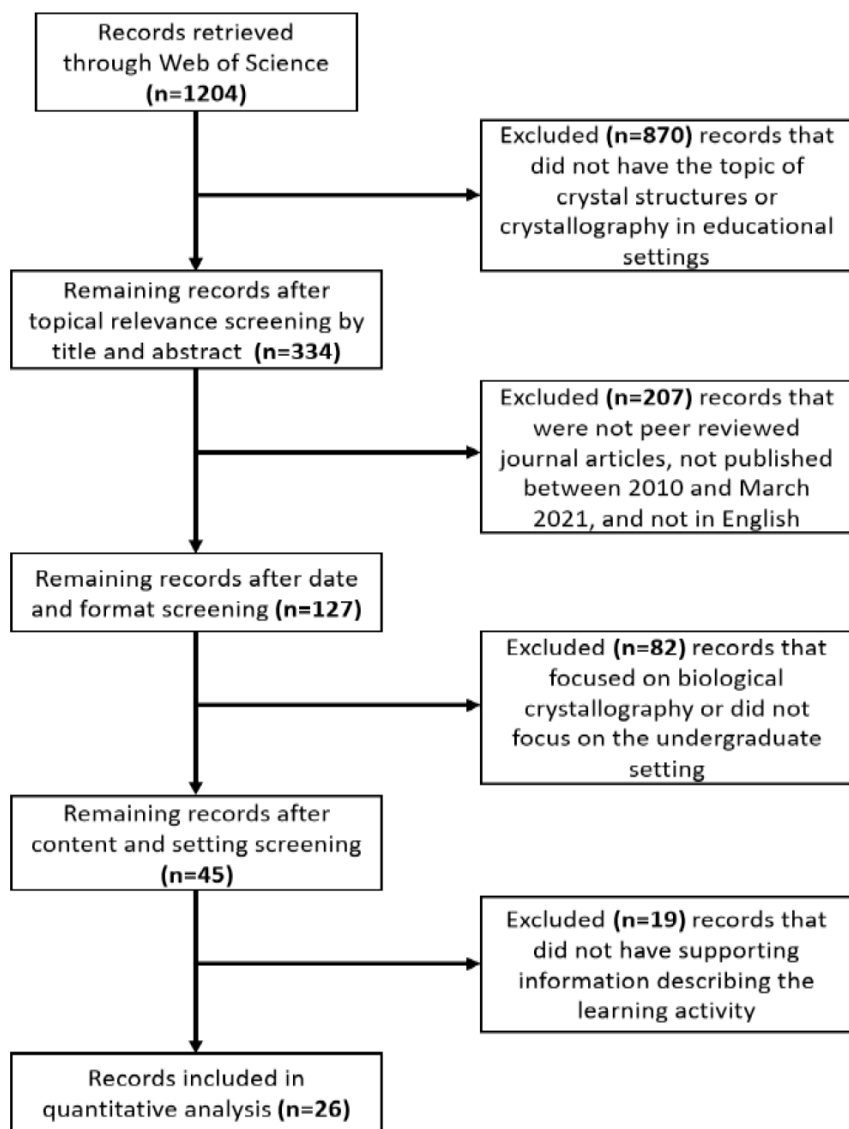 Records retrieved
through Web of Science
(n=1204)
Excluded (n=870) records that
did not have the topic of
crystal structures or
crystallography in educational
settings
Remaining records after
topical relevance screening by
title and abstract (n=334)
Excluded (n=207) records that
were not peer reviewed
journal articles, not published
between 2010 and March
2021, and not in English
Remaining records after date
and format screening (n=127)
Excluded (n=82) records that
focused on biological
crystallography or did not
focus on the undergraduate
setting
Remaining records after
content and setting screening
(n=45)
Excluded (n=19) records that
did not have supporting
information describing the
learning activity
Records included in
quantitative analysis (n=26)